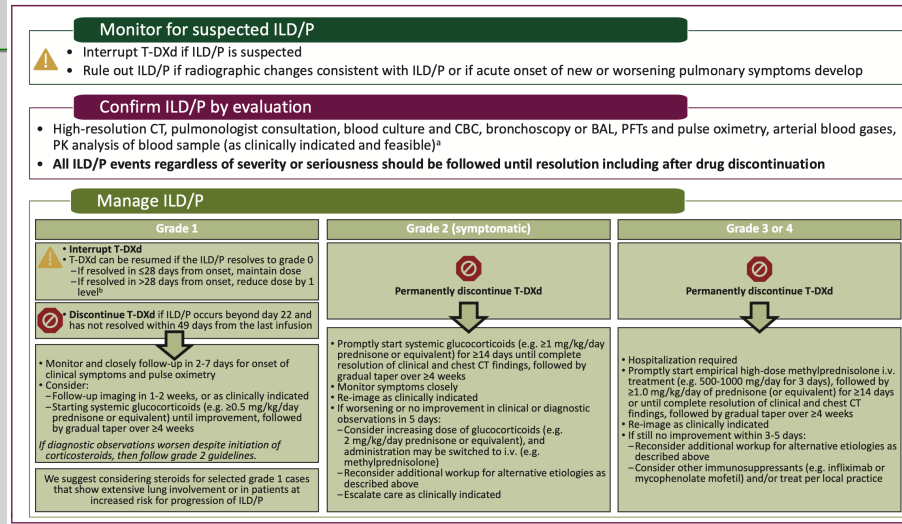 Monitor for suspected ILD/P
• Interrupt T-DXd if ILD/P is suspected
• Rule out ILD/P if radiographic changes consistent with ILD/P or if acute onset of new or worsening pulmonary symptoms develop
Confirm ILD/P by evaluation
• High-resolution CT, pulmonologist consultation, blood culture and CBC, bronchoscopy or BAL, PFTs and pulse oximetry, arterial blood gases,
PK analysis of blood sample (as clinically indicated and feasible)ᵃ
• All ILD/P events regardless of severity or seriousness should be followed until resolution including after drug discontinuation
Manage ILD/P
Grade 1
• Interrupt T-DXd
• T-DXd can be resumed if the ILD/P resolves to grade 0
–If resolved in ≤28 days from onset, maintain dose
–If resolved in >28 days from onset, reduce dose by 1
levelᵇ
• Discontinue T-DXd if ILD/P occurs beyond day 22 and
has not resolved within 49 days from the last infusion
• Monitor and closely follow-up in 2-7 days for onset of
clinical symptoms and pulse oximetry
• Consider:
–Follow-up imaging in 1-2 weeks, or as clinically indicated
–Starting systemic glucocorticoids (e.g. ≥0.5 mg/kg/day
prednisone or equivalent) until improvement, followed
by gradual taper over ≥4 weeks
If diagnostic observations worsen despite initiation of
corticosteroids, then follow grade 2 guidelines.
We suggest considering steroids for selected grade 1 cases
that show extensive lung involvement or in patients at
increased risk for progression of ILD/P
Grade 2 (symptomatic)
Permanently discontinue T-DXd
• Promptly start systemic glucocorticoids (e.g. ≥1 mg/kg/day
prednisone or equivalent) for ≥14 days until complete
resolution of clinical and chest CT findings, followed by
gradual taper over ≥4 weeks
• Monitor symptoms closely
• Re-image as clinically indicated
• If worsening or no improvement in clinical or diagnostic
observations in 5 days:
–Consider increasing dose of glucocorticoids (e.g.
2 mg/kg/day prednisone or equivalent), and
administration may be switched to i.v. (e.g.
methylprednisolone)
–Reconsider additional workup for alternative etiologies as
described above
–Escalate care as clinically indicated
Grade 3 or 4
Permanently discontinue T-DXd
• Hospitalization required
• Promptly start empirical high-dose methylprednisolone i.v.
treatment (e.g. 500-1000 mg/day for 3 days), followed by
≥1.0 mg/kg/day of prednisone (or equivalent) for ≥14 days
or until complete resolution of clinical and chest CT
findings, followed by gradual taper over ≥4 weeks
• Re-image as clinically indicated
• If still no improvement within 3-5 days:
–Reconsider additional workup for alternative etiologies as
described above
–Consider other immunosuppressants (e.g. infliximab or
mycophenolate mofetil) and/or treat per local practice